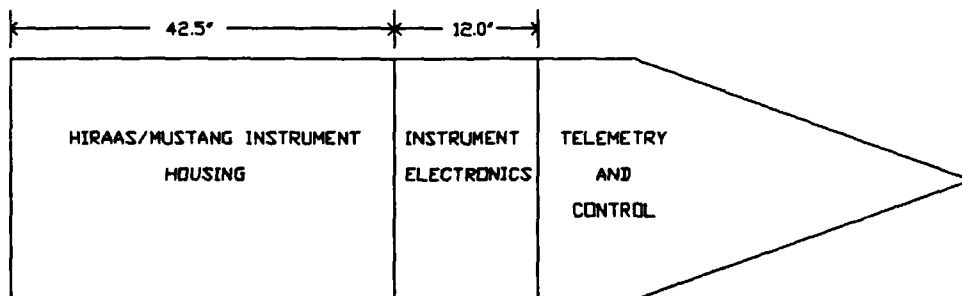 42.5" 12.0"
HIRAAS/MUSTANG INSTRUMENT
HOUSING
INSTRUMENT
ELECTRONICS
TELEMETRY
AND
CONTROL